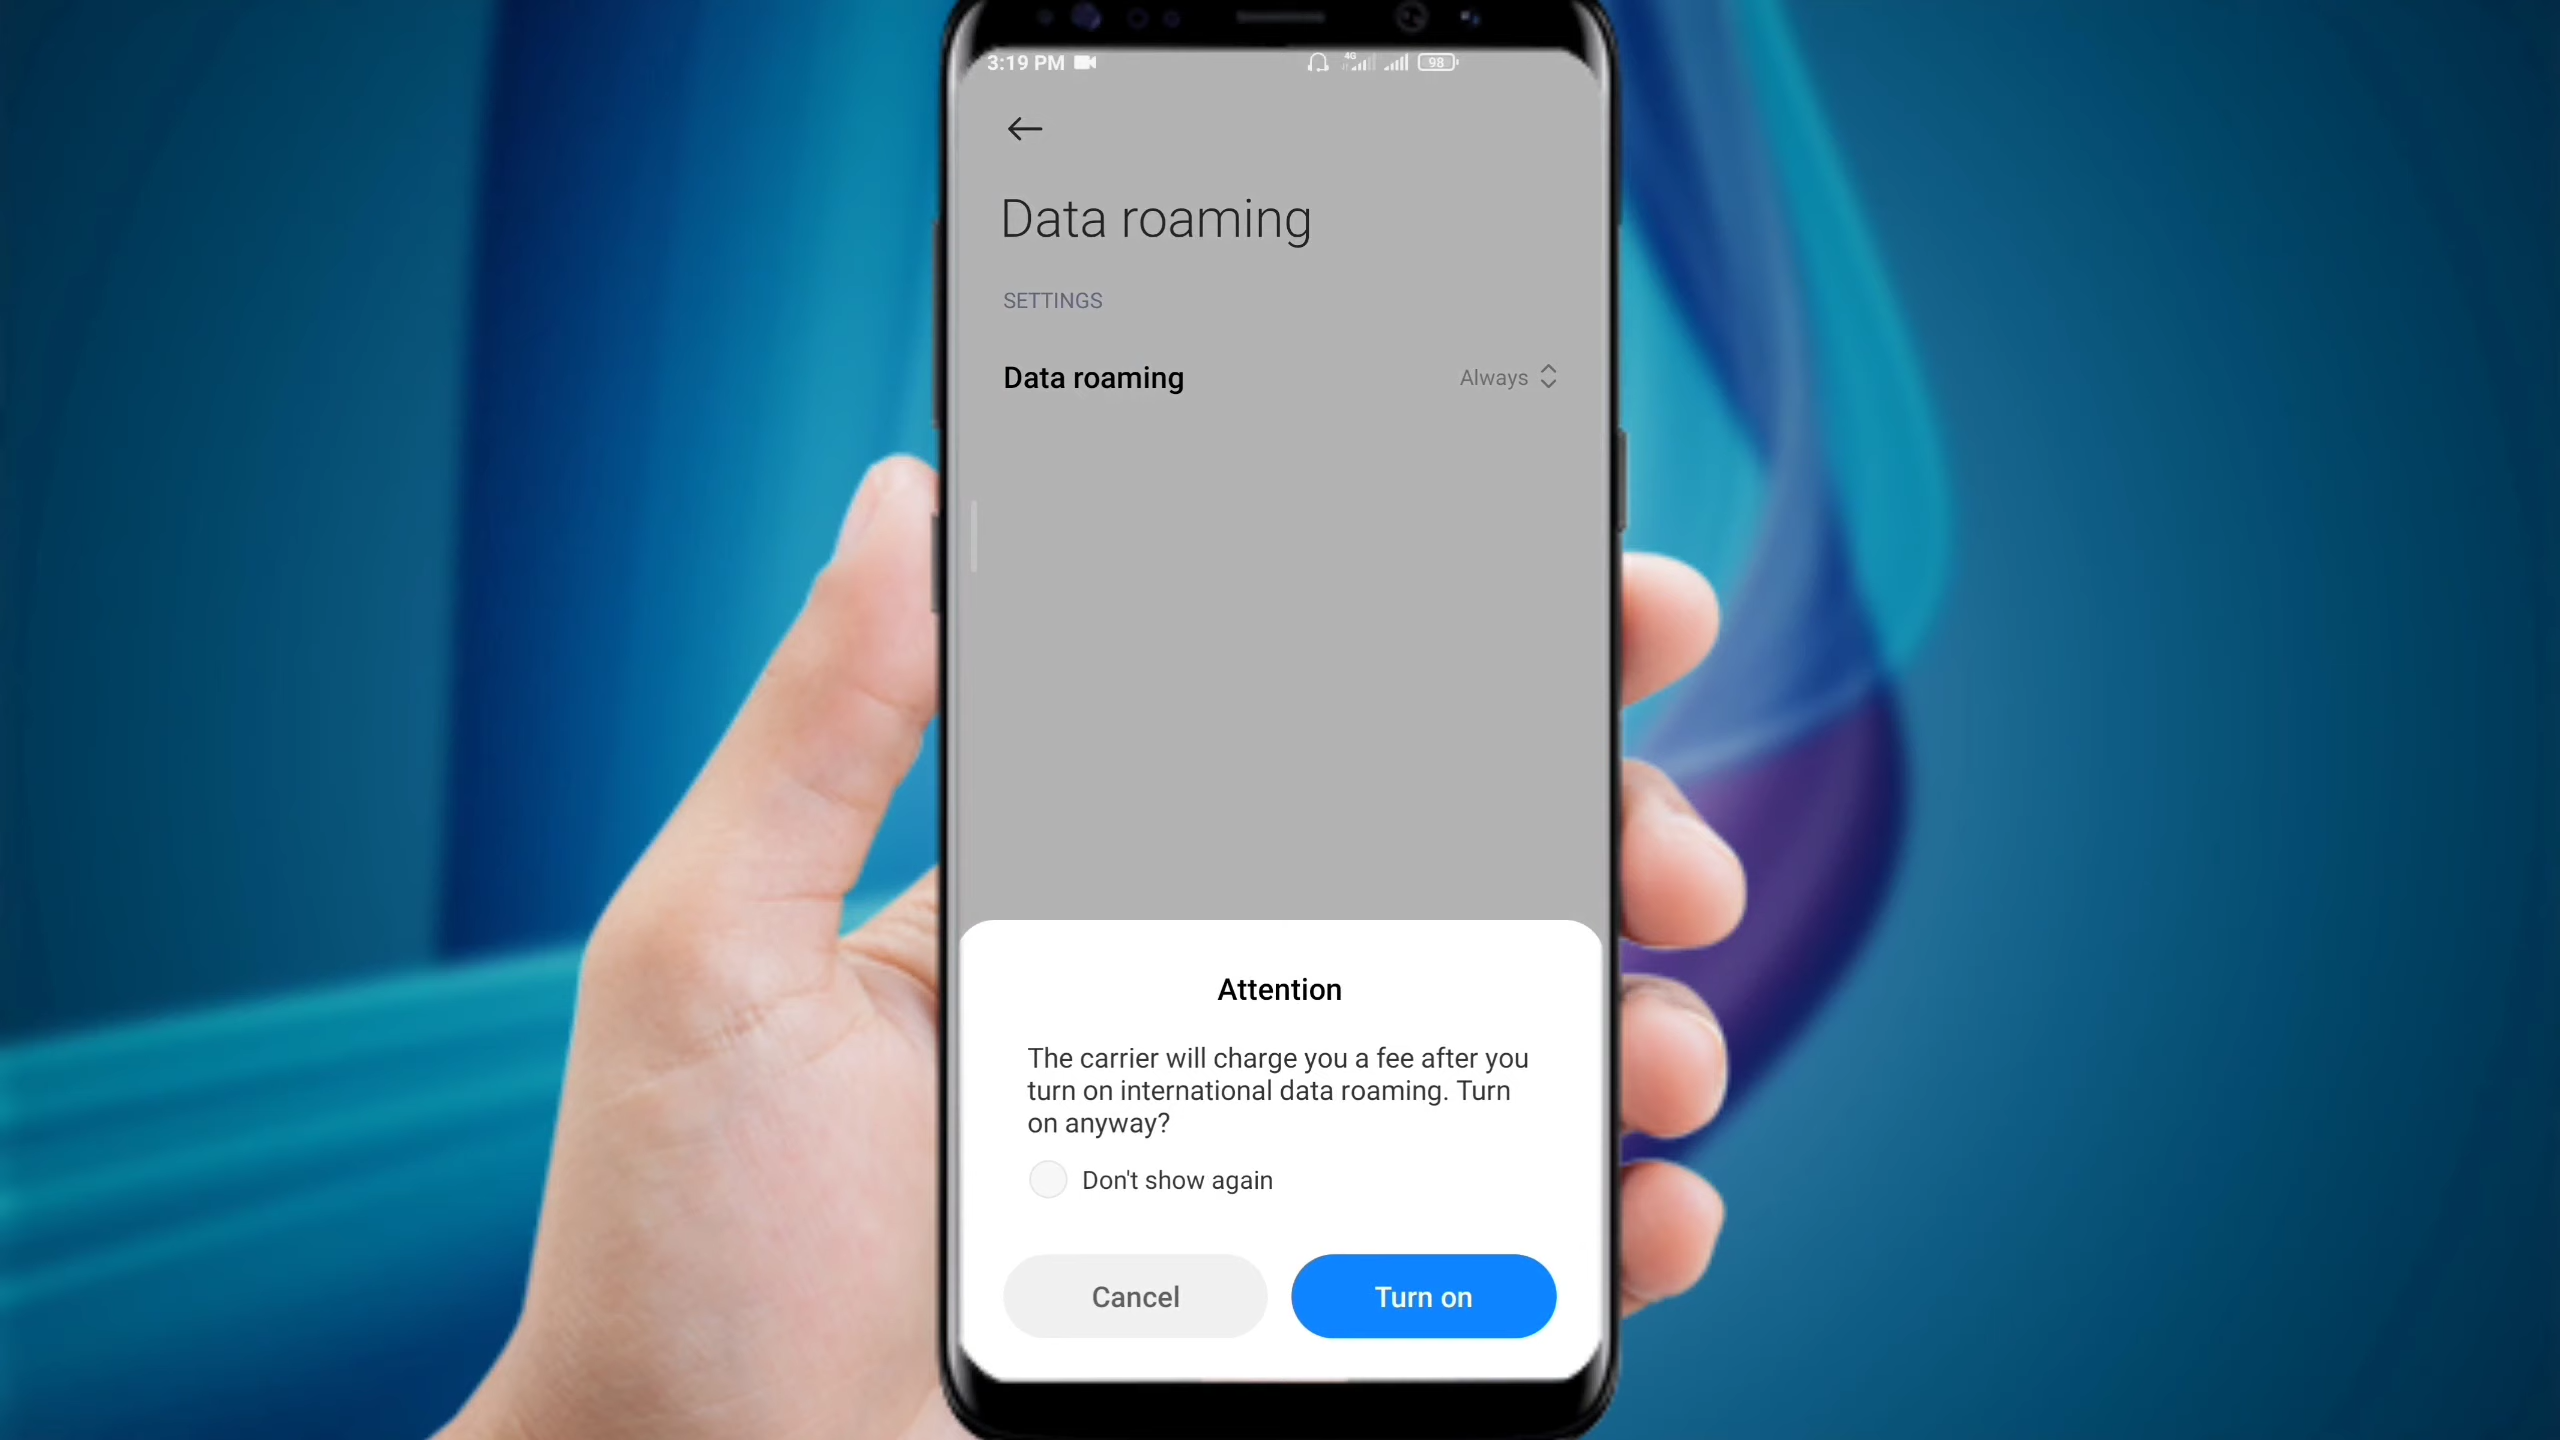 3:19 PM
4G
98
Data roaming
SETTINGS
Data roaming
Always
Attention
The carrier will charge you a fee after you
turn on international data roaming. Turn
on anyway?
Don't show again
Cancel
Turn on